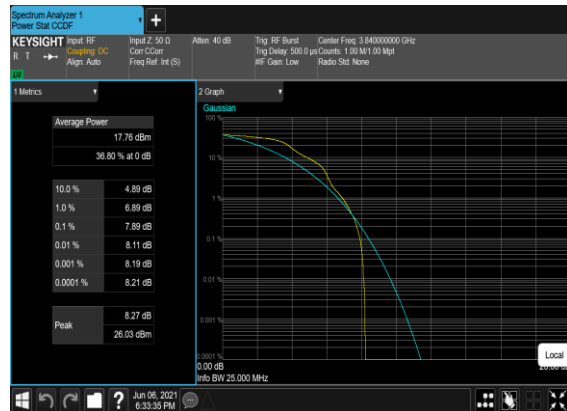 Spectrum Analyzer 1
Power Stat CCDF
KEYSIGHT
R T
Input: RF
Coupling: DC
Align: Auto
Input Z: 50 Ω
Corr CCorr
Freq Ref: Int (S)
Atten: 40 dB
Trig: RF Burst
Trig Delay: 500.0 µs
#IF Gain: Low
Center Freq: 3.840000000 GHz
Counts: 1.00 M/1.00 Mpt
Radio Std: None
1 Metrics
Average Power
17.76 dBm
36.80 % at 0 dB
10.0 % 4.89 dB
1.0 % 6.89 dB
0.1 % 7.89 dB
0.01 % 8.11 dB
0.001 % 8.19 dB
0.0001 % 8.21 dB
Peak
8.27 dB
26.03 dBm
2 Graph
Gaussian
100 %
10 %
1 %
0.1 %
0.01 %
0.001 %
0.0001 %
0.00 dB
Info BW 25.000 MHz
Local
Jun 06, 2021
6:33:35 PM